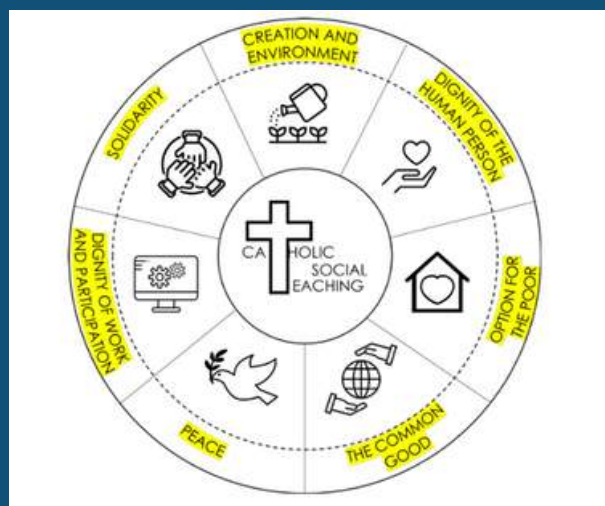 CREATION AND
ENVIRONMENT
DIGNITY OF THE
HUMAN PERSON
OPTION FOR
THE POOR
THE COMMON
GOOD
PEACE
DIGNITY OF WORK
AND PARTICIPATION
SOLIDARITY
CA HOLIC
SOCIAL
EACHING